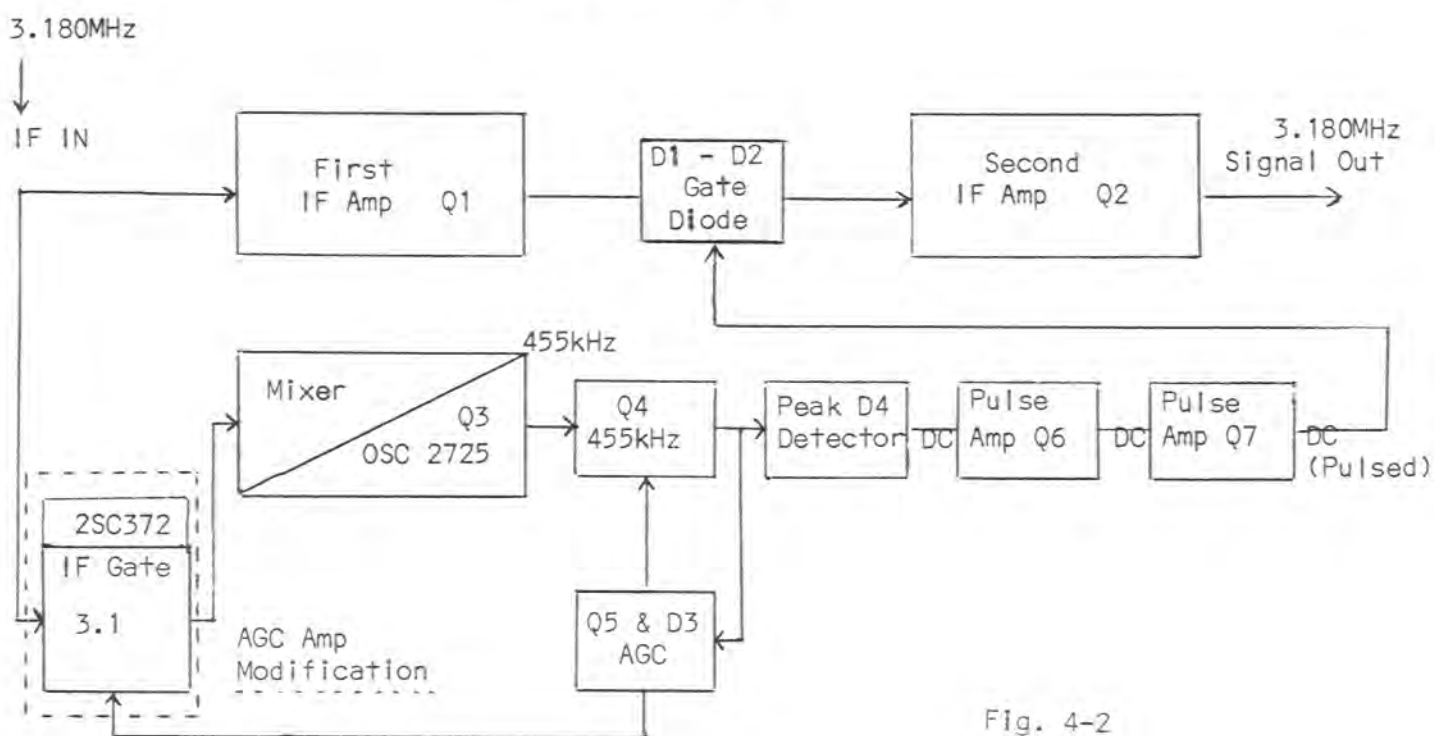 3.180MHz
IF IN
First
IF Amp Q1
D1 - D2
Gate
Diode
Second
IF Amp Q2
3.180MHz
Signal Out
Mixer
455kHz
Q3
OSC 2725
Q4
455kHz
Peak D4
Detector
DC
Pulse
Amp Q6
DC
Pulse
Amp Q7
DC
(Pulsed)
2SC372
IF Gate
3.1
AGC Amp
Modification
Q5 & D3
AGC
Fig. 4-2